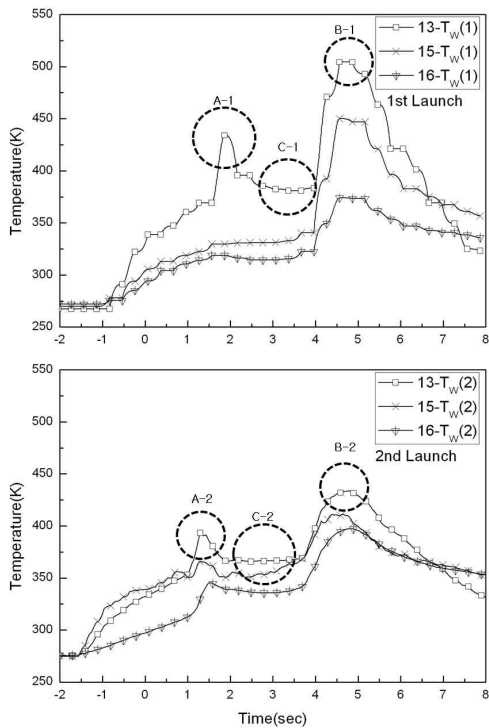 550
500
450
400
350
300
250
Temperature(K)
A-1
C-1
B-1
13-T_W(1)
15-T_W(1)
16-T_W(1)
1st Launch
-2 -1 0 1 2 3 4 5 6 7 8
550
500
450
400
350
300
250
Temperature(K)
A-2
C-2
B-2
13-T_W(2)
15-T_W(2)
16-T_W(2)
2nd Launch
-2 -1 0 1 2 3 4 5 6 7 8
Time(sec)